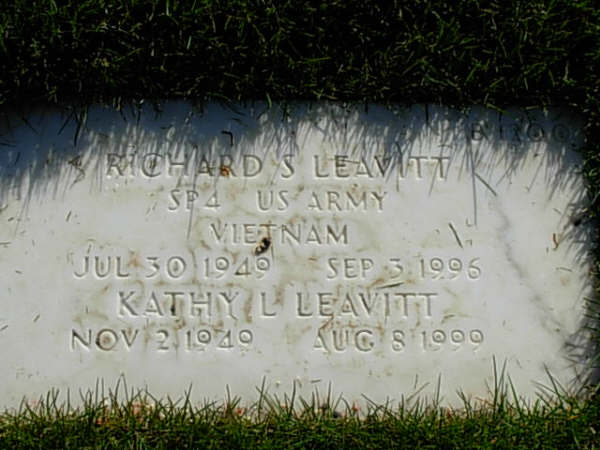 RICHARD S LEAVITT
SP4 US ARMY
VIETNAM
JUL 30 1949 SEP 3 1996
KATHY L LEAVITT
NOV 2 1949 AUG 8 1999